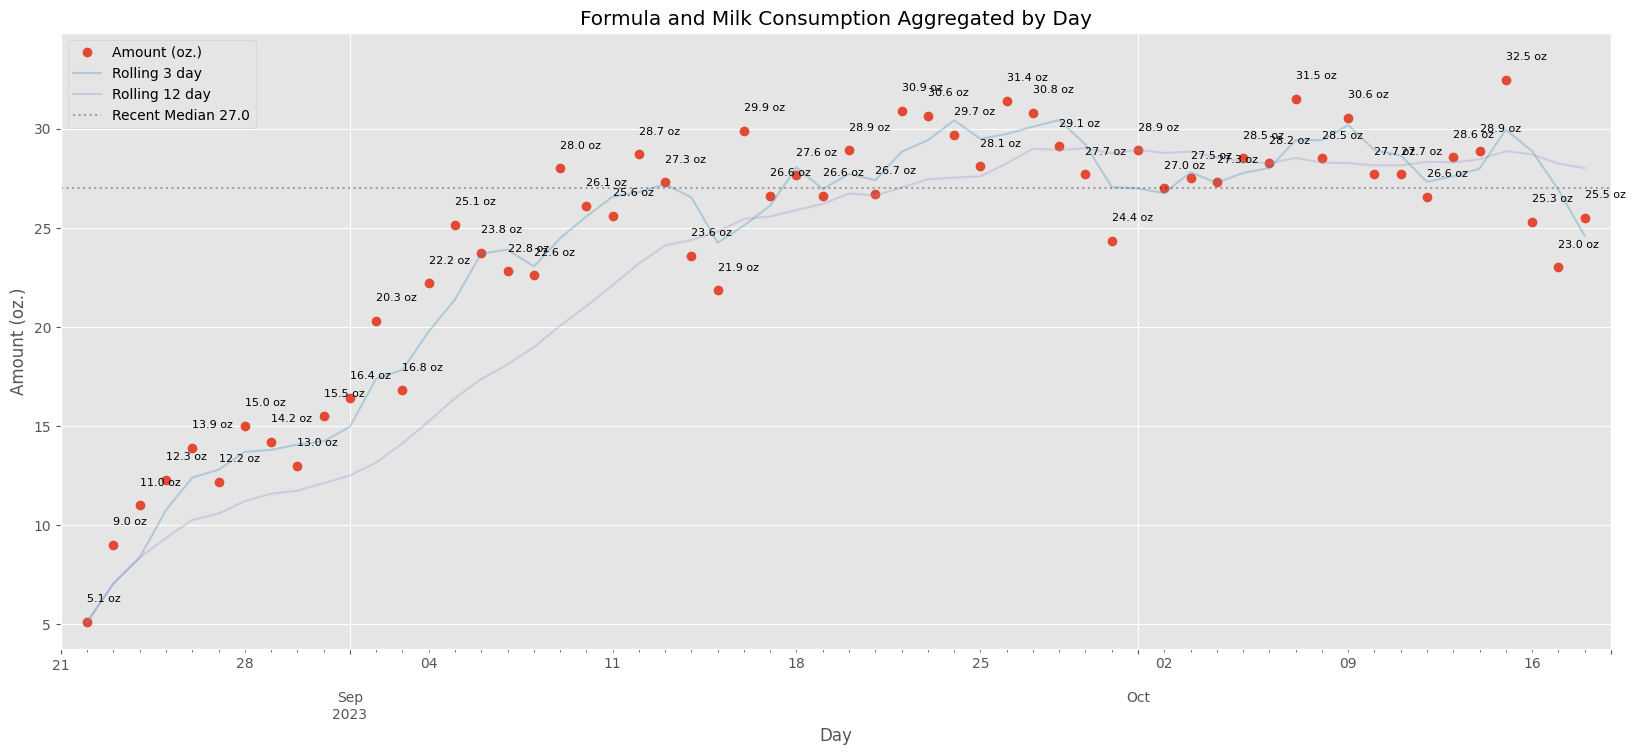 Formula and Milk Consumption Aggregated by Day
Amount (oz.)
Rolling 3 day
Rolling 12 day
Recent Median 27.0
Amount (oz.)
30
25
20
15
10
5
5.1 oz
9.0 oz
11.0 oz
12.3 oz
13.9 oz
12.2 oz
15.0 oz
14.2 oz
13.0 oz
15.5 oz
16.4 oz
20.3 oz
16.8 oz
22.2 oz
25.1 oz
23.8 oz
22.8 oz
22.6 oz
28.0 oz
26.1 oz
25.6 oz
28.7 oz
27.3 oz
23.6 oz
21.9 oz
29.9 oz
26.6 oz
27.6 oz
26.6 oz
28.9 oz
26.7 oz
30.9 oz
30.6 oz
29.7 oz
28.1 oz
31.4 oz
30.8 oz
29.1 oz
27.7 oz
24.4 oz
28.9 oz
27.0 oz
27.5 oz
27.3 oz
28.5 oz
28.2 oz
31.5 oz
28.5 oz
30.6 oz
27.7 oz
27.7 oz
26.6 oz
28.6 oz
28.9 oz
32.5 oz
25.3 oz
23.0 oz
25.5 oz
21 28 04 11 18 25 02 09 16
Sep Oct
2023
Day